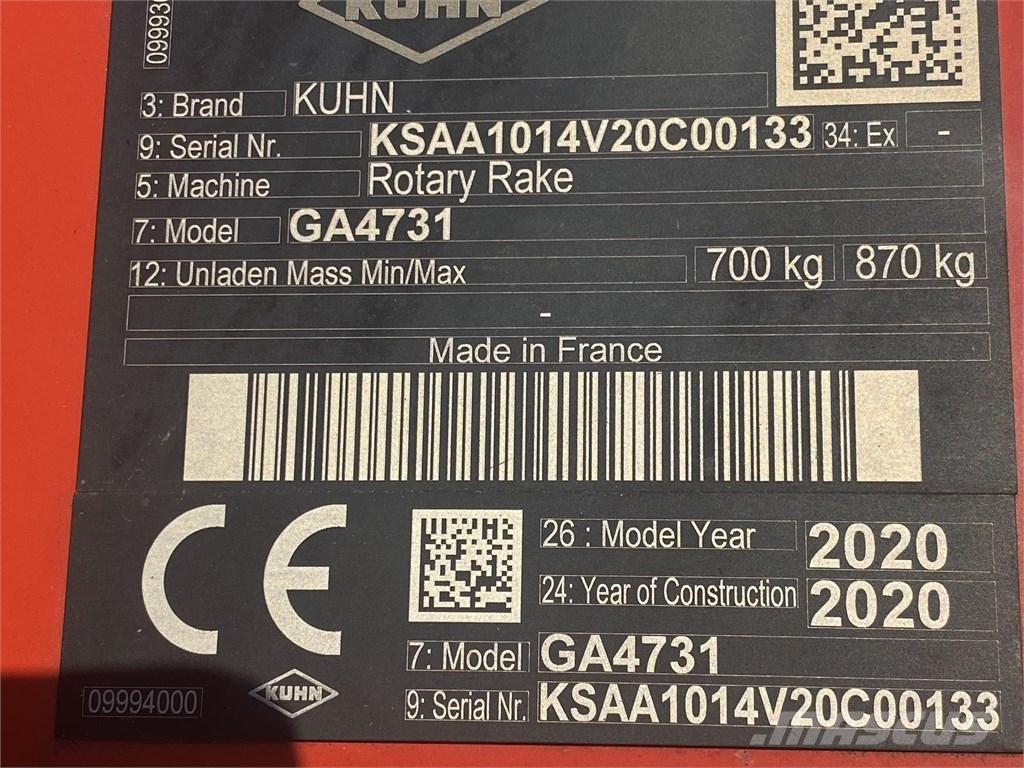 KUHN
3: Brand KUHN
9: Serial Nr. KSAA1014V20C00133 34: Ex -
5: Machine Rotary Rake
7: Model GA4731
12: Unladen Mass Min/Max 700 kg 870 kg
-
Made in France
CE
26 : Model Year 2020
24: Year of Construction 2020
7: Model GA4731
9: Serial Nr. KSAA1014V20C00133
09994000
KUHN
MASCUS